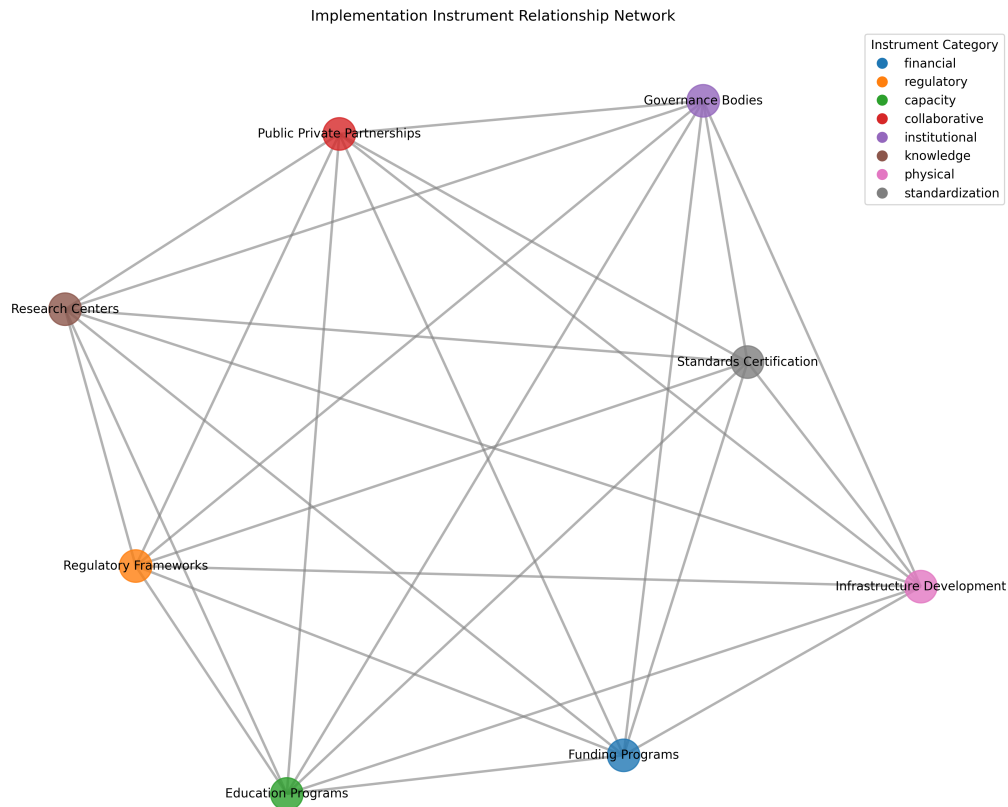 Implementation Instrument Relationship Network
Instrument Category
financial
regulatory
capacity
collaborative
institutional
knowledge
physical
standardization
Governance Bodies
Public Private Partnerships
Research Centers
Standards Certification
Regulatory Frameworks
Infrastructure Development
Funding Programs
Education Programs